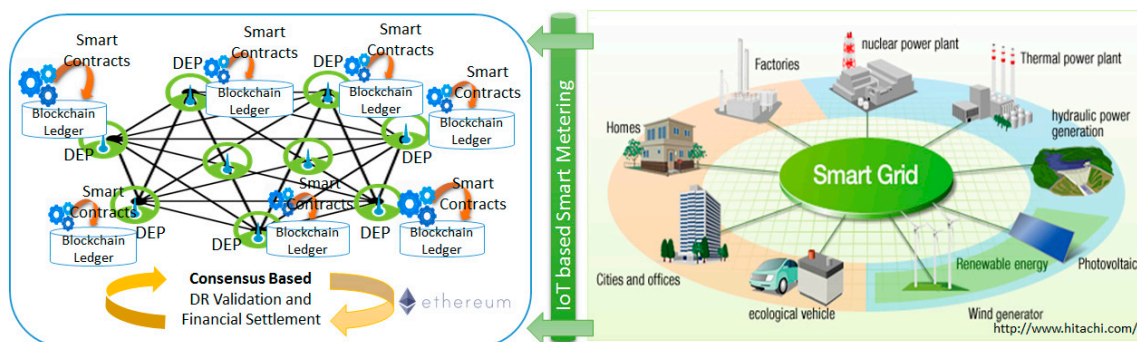 Smart
Contracts
Blockchain
Ledger
DEP
Smart
Contracts
Blockchain
Ledger
DEP
Smart
Contracts
Blockchain
Ledger
DEP
Smart
Contracts
Blockchain
Ledger
DEP
Smart
Contracts
Blockchain
Ledger
DEP
Smart
Contracts
Blockchain
Ledger
DEP
Smart
Contracts
Blockchain
Ledger
DEP
Consensus Based
DR Validation and
Financial Settlement
ethereum
IoT based Smart Metering
nuclear power plant
Factories
Thermal power plant
Homes
hydraulic power
generation
Smart Grid
Cities and offices
Renewable energy
Photovoltaic
ecological vehicle
Wind generator
http://www.hitachi.com/